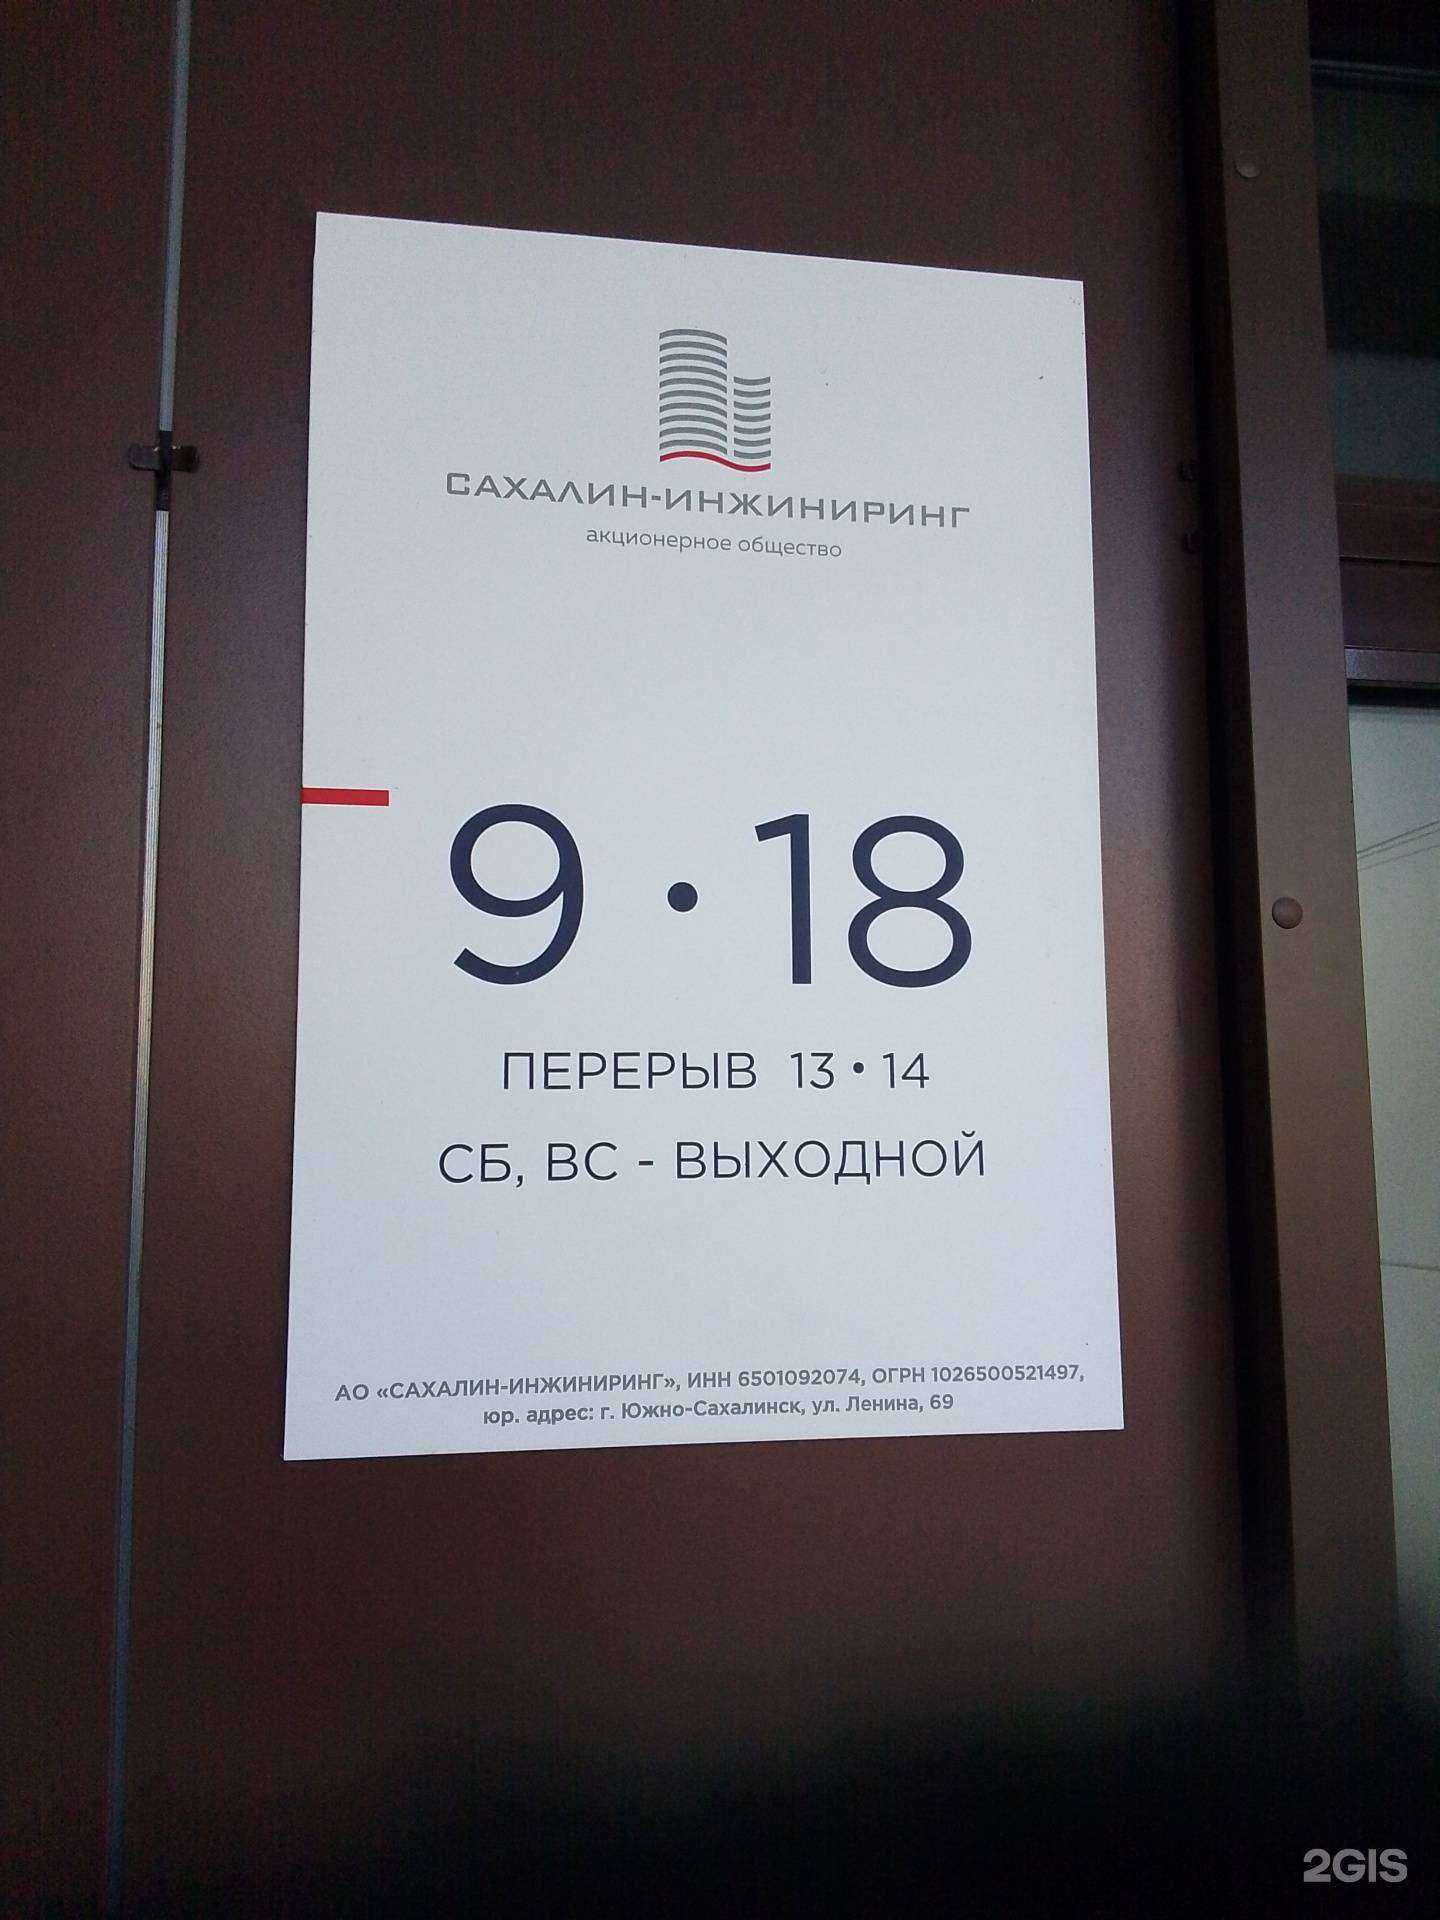 САХАЛИН-ИНЖИНИРИНГ
акционерное общество
9 • 18
ПЕРЕРЫВ 13 • 14
СБ, ВС - ВЫХОДНОЙ
АО «САХАЛИН-ИНЖИНИРИНГ», ИНН 6501092074, ОГРН 1026500521497,
юр. адрес: г. Южно-Сахалинск, ул. Ленина, 69
2GIS